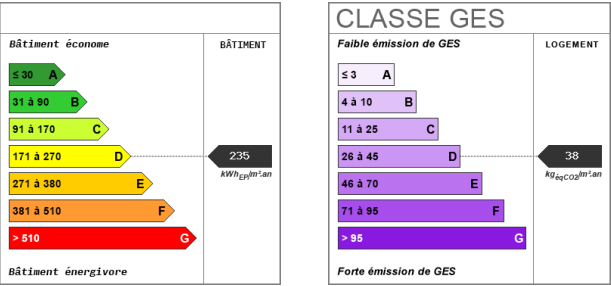 Bâtiment économe
BÂTIMENT
≤ 30 A
31 à 90 B
91 à 170 C
171 à 270 D
235
kWhEP/m².an
271 à 380 E
381 à 510 F
> 510 G
Bâtiment énergivore
CLASSE GES
Faible émission de GES
LOGEMENT
≤ 3 A
4 à 10 B
11 à 25 C
26 à 45 D
38
kgéqCO2/m².an
46 à 70 E
71 à 95 F
> 95 G
Forte émission de GES